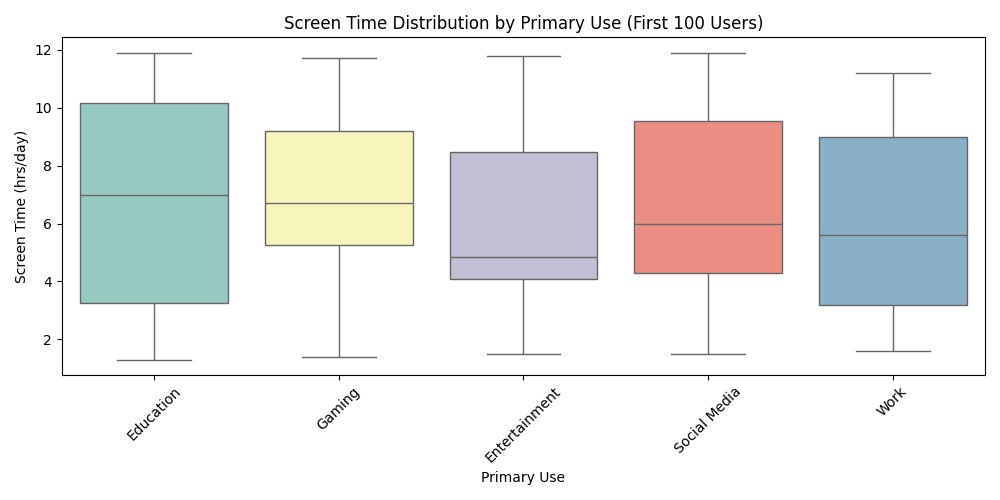 Screen Time Distribution by Primary Use (First 100 Users)
Screen Time (hrs/day)
12
10
8
6
4
2
Education
Gaming
Entertainment
Social Media
Work
Primary Use